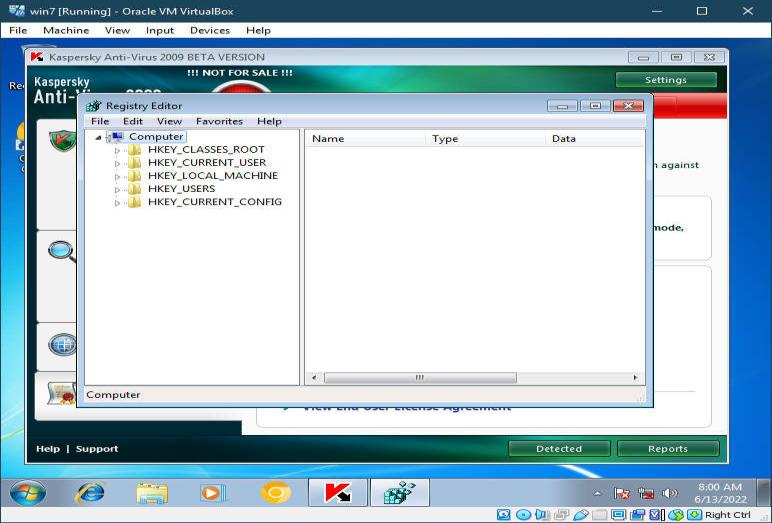 win7 [Running] - Oracle VM VirtualBox
File Machine View Input Devices Help
Kaspersky Anti-Virus 2009 BETA VERSION
!!! NOT FOR SALE !!!
Kaspersky
Settings
Anti-
Registry Editor
File Edit View Favorites Help
Computer
Name Type Data
HKEY_CLASSES_ROOT
HKEY_CURRENT_USER
HKEY_LOCAL_MACHINE
HKEY_USERS
HKEY_CURRENT_CONFIG
against
mode,
Computer
View End User License Agreement
Help | Support
Detected
Reports
8:00 AM
6/13/2022
Right Ctrl